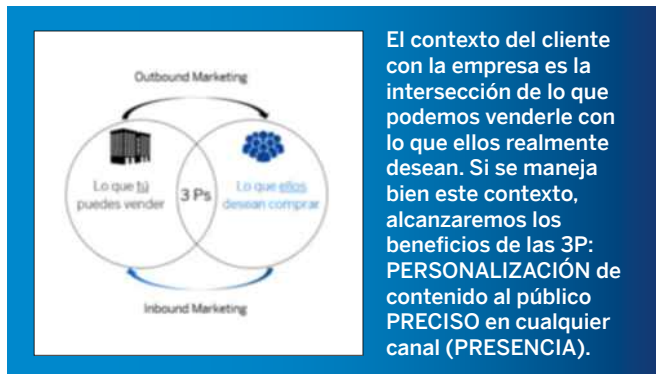 Outbound Marketing
Lo que tú
puedes vender
3 Ps
Lo que ellos
desean comprar
Inbound Marketing
El contexto del cliente
con la empresa es la
intersección de lo que
podemos venderle con
lo que ellos realmente
desean. Si se maneja
bien este contexto,
alcanzaremos los
beneficios de las 3P:
PERSONALIZACIÓN de
contenido al público
PRECISO en cualquier
canal (PRESENCIA).